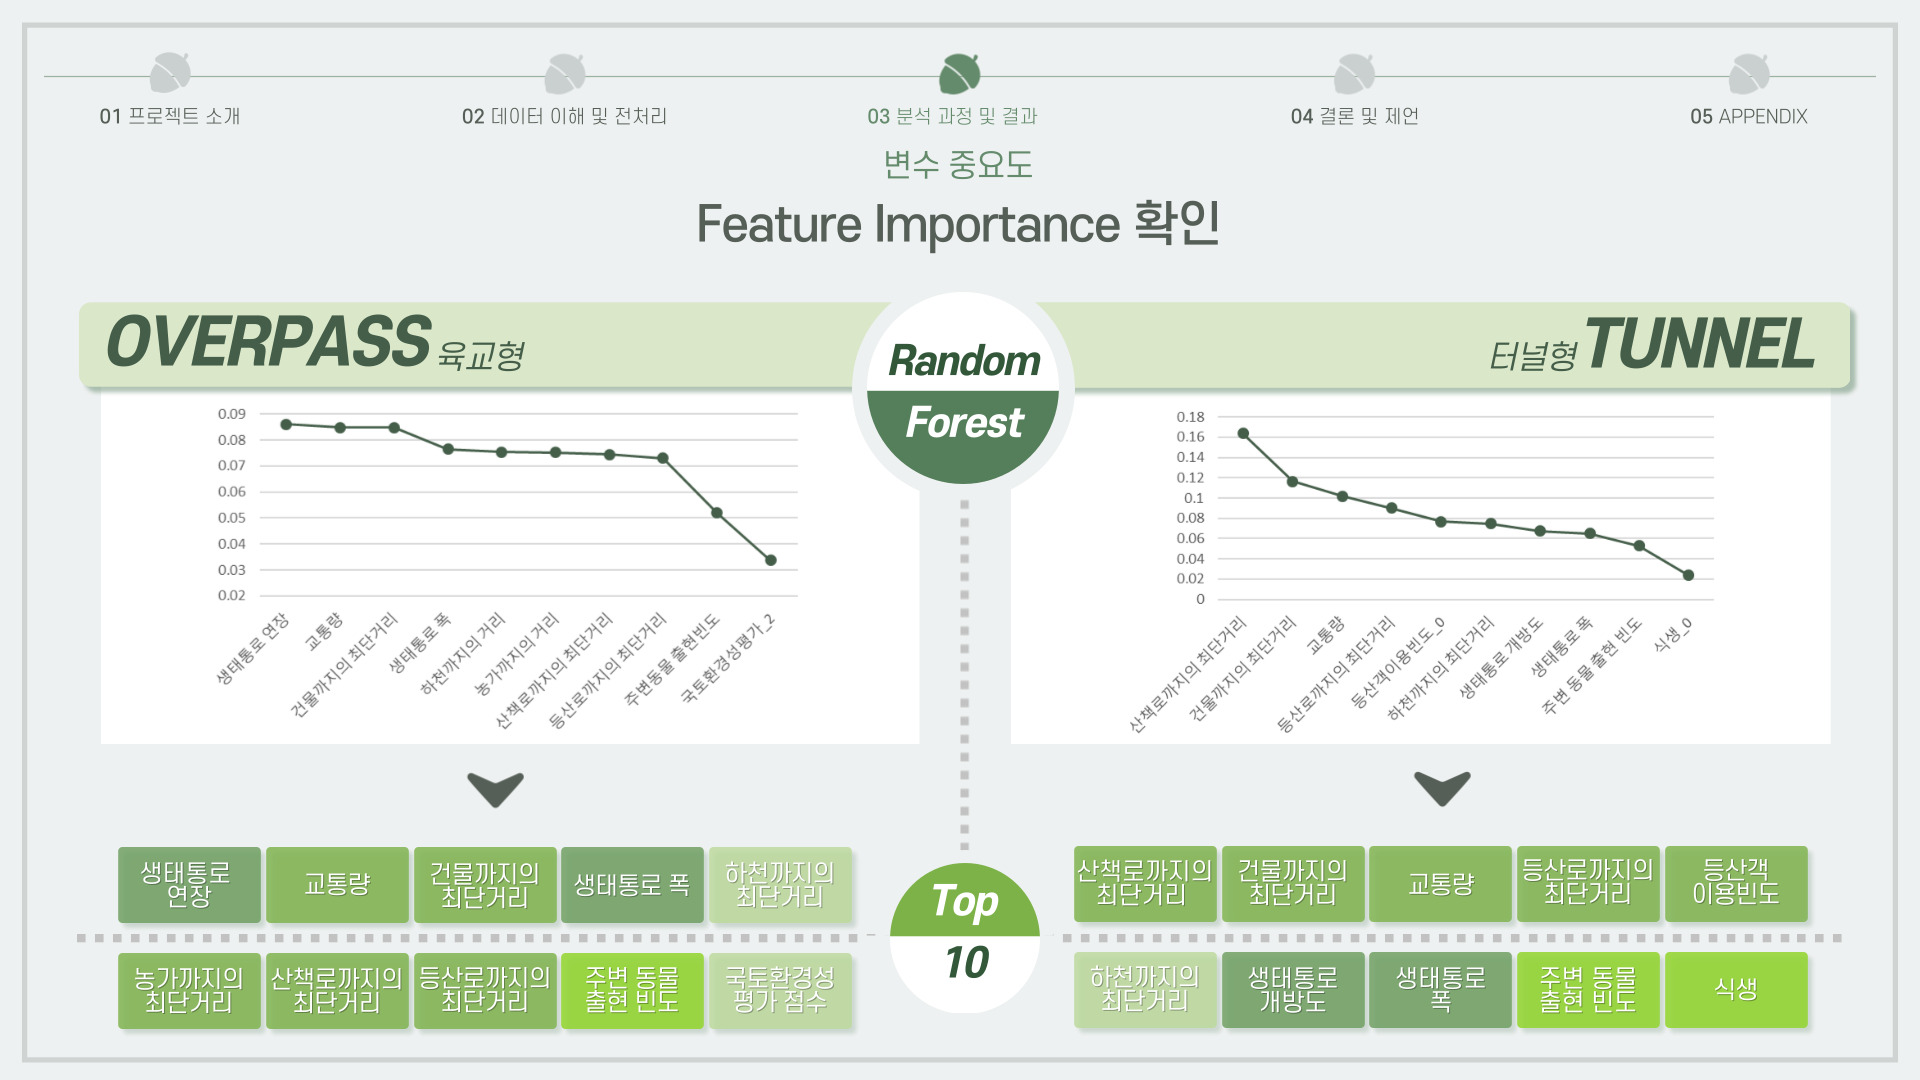 01 프로젝트 소개
02 데이터 이해 및 전처리
03 분석 과정 및 결과
04 결론 및 제언
05 APPENDIX
변수 중요도
Feature Importance 확인
OVERPASS 육교형
Random
Forest
터널형 TUNNEL
0.09
0.08
0.07
0.06
0.05
0.04
0.03
0.02
생태통로 연장
교통량
건물까지의 최단거리
생태통로 폭
하천까지의 거리
농가까지의 거리
산책로까지의 최단거리
등산로까지의 최단거리
주변동물 출현빈도
국토환경성평가_2
0.18
0.16
0.14
0.12
0.1
0.08
0.06
0.04
0.02
0
산책로까지의 최단거리
건물까지의 최단거리
교통량
등산로까지의 최단거리
등산객이용빈도_0
하천까지의 최단거리
생태통로 개방도
생태통로 폭
주변 동물 출현 빈도
식생_0
생태통로
연장
교통량
건물까지의
최단거리
생태통로 폭
하천까지의
최단거리
농가까지의
최단거리
산책로까지의
최단거리
등산로까지의
최단거리
주변 동물
출현 빈도
국토환경성
평가 점수
Top
10
산책로까지의
최단거리
건물까지의
최단거리
교통량
등산로까지의
최단거리
등산객
이용빈도
하천까지의
최단거리
생태통로
개방도
생태통로
폭
주변 동물
출현 빈도
식생